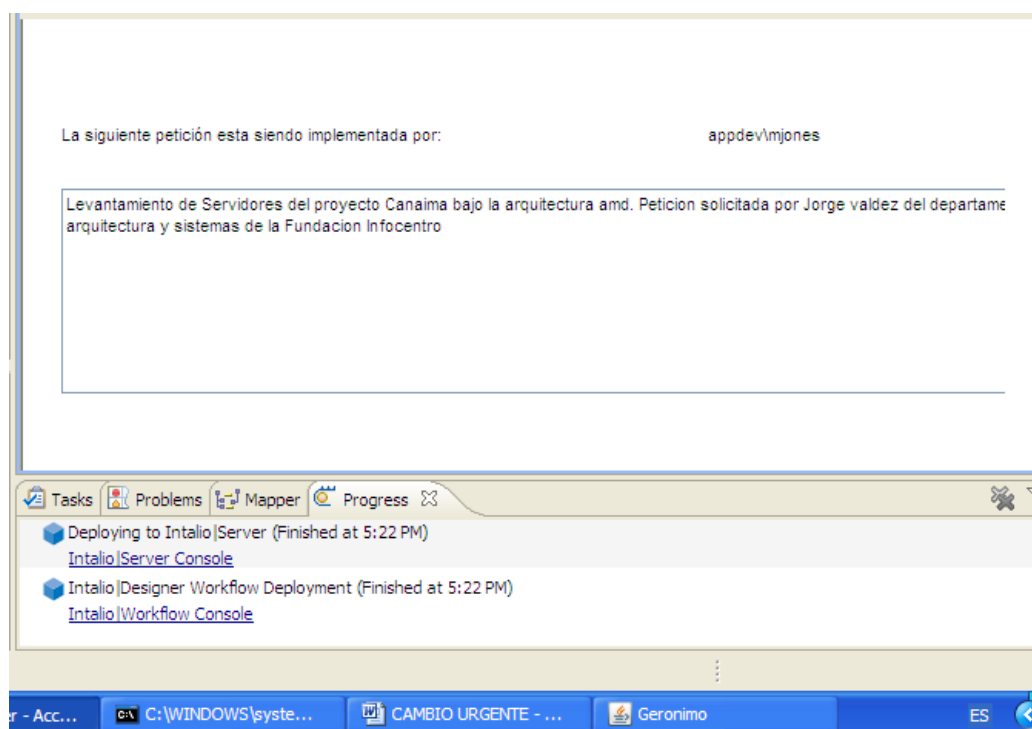 La siguiente petición esta siendo implementada por: appdev\mjones
Levantamiento de Servidores del proyecto Canaima bajo la arquitectura amd. Peticion solicitada por Jorge valdez del departame
arquitectura y sistemas de la Fundacion Infocentro
Tasks Problems Mapper Progress
Deploying to Intalio|Server (Finished at 5:22 PM)
Intalio|Server Console
Intalio|Designer Workflow Deployment (Finished at 5:22 PM)
Intalio|Workflow Console
r - Acc... C:\WINDOWS\syste... CAMBIO URGENTE - ... Geronimo ES